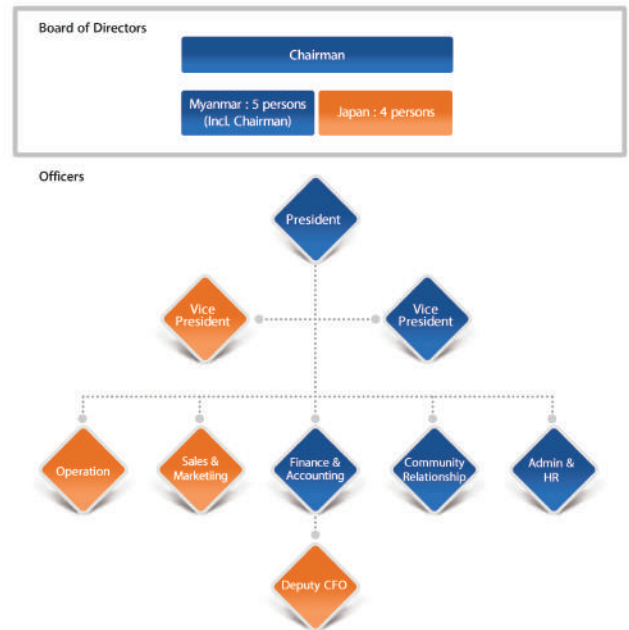 Board of Directors
Chairman
Myanmar : 5 persons
(Incl. Chairman)
Japan : 4 persons
Officers
President
Vice
President
Vice
President
Operation
Sales &
Marketiing
Finance &
Accounting
Community
Relationship
Admin &
HR
Deputy CFO